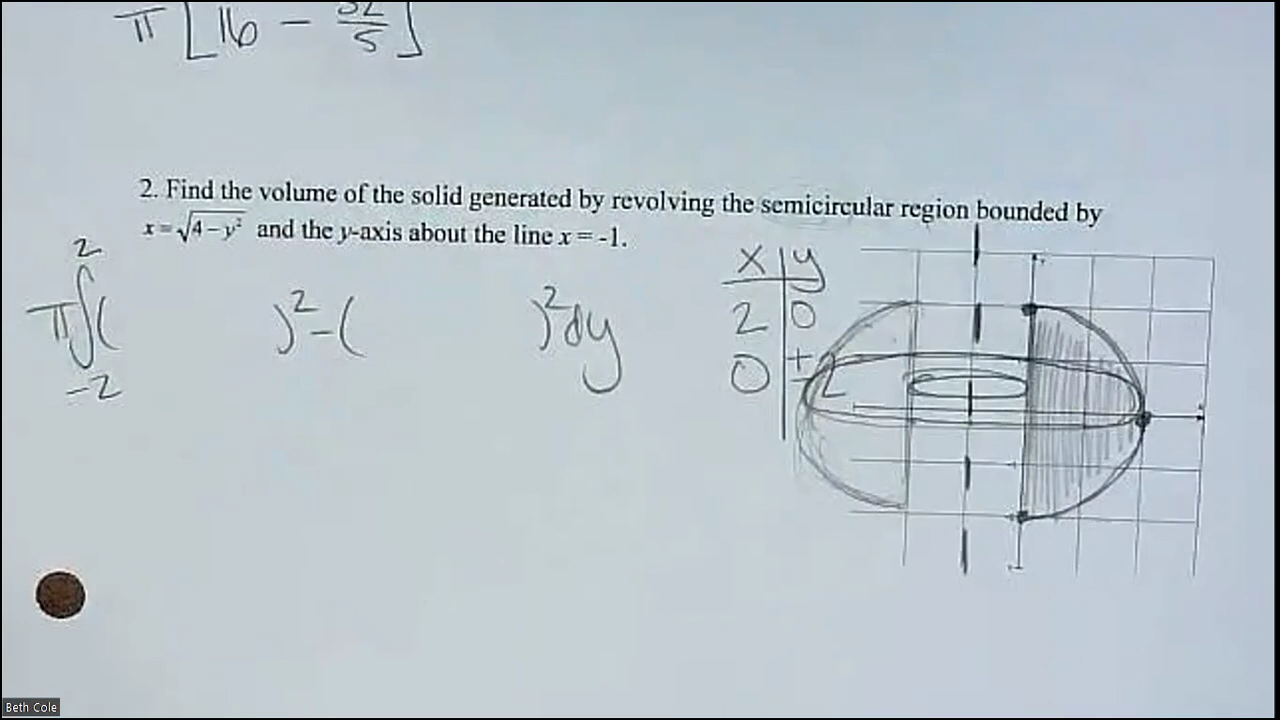 π [16 - 32/5]
2. Find the volume of the solid generated by revolving the semicircular region bounded by
x = √4 - y² and the y-axis about the line x = -1.
2
π∫( )² - ( )² dy
-2
x | y
2 | 0
0 | ±2
Beth Cole